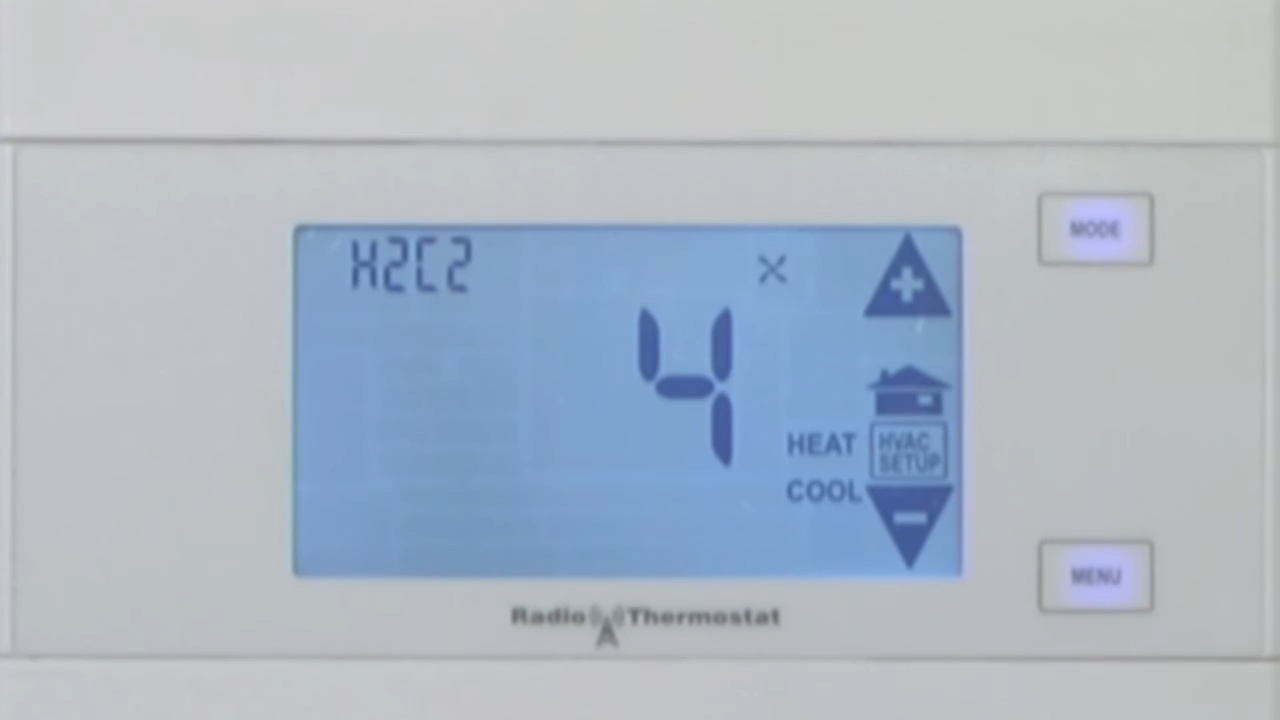 MODE
H2C2
4
HEAT
HVAC
SETUP
COOL
MENU
Radio Thermostat